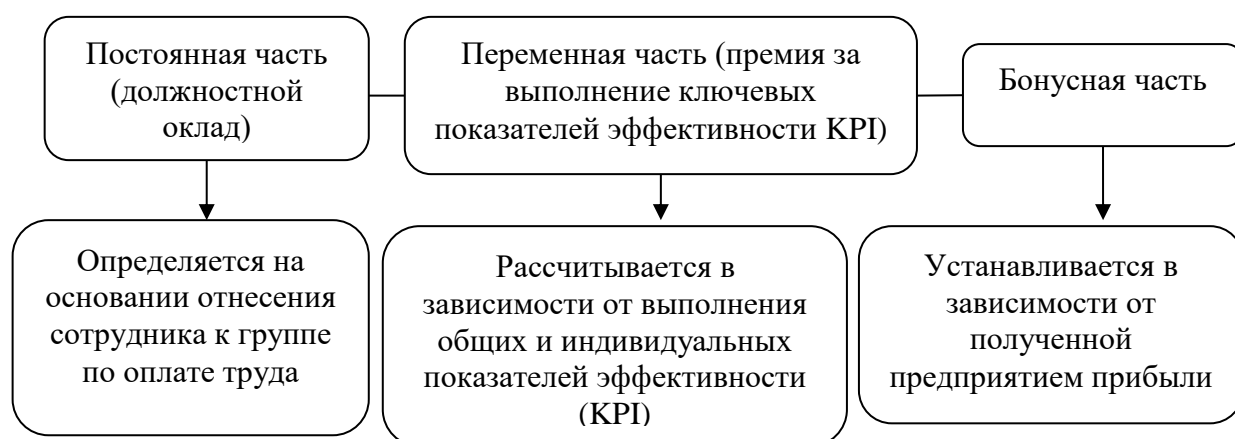 Постоянная часть
(должностной
оклад)
Переменная часть (премия за
выполнение ключевых
показателей эффективности KPI)
Бонусная часть
Определяется на
основании отнесения
сотрудника к группе
по оплате труда
Рассчитывается в
зависимости от выполнения
общих и индивидуальных
показателей эффективности
(KPI)
Устанавливается в
зависимости от
полученной
предприятием прибыли